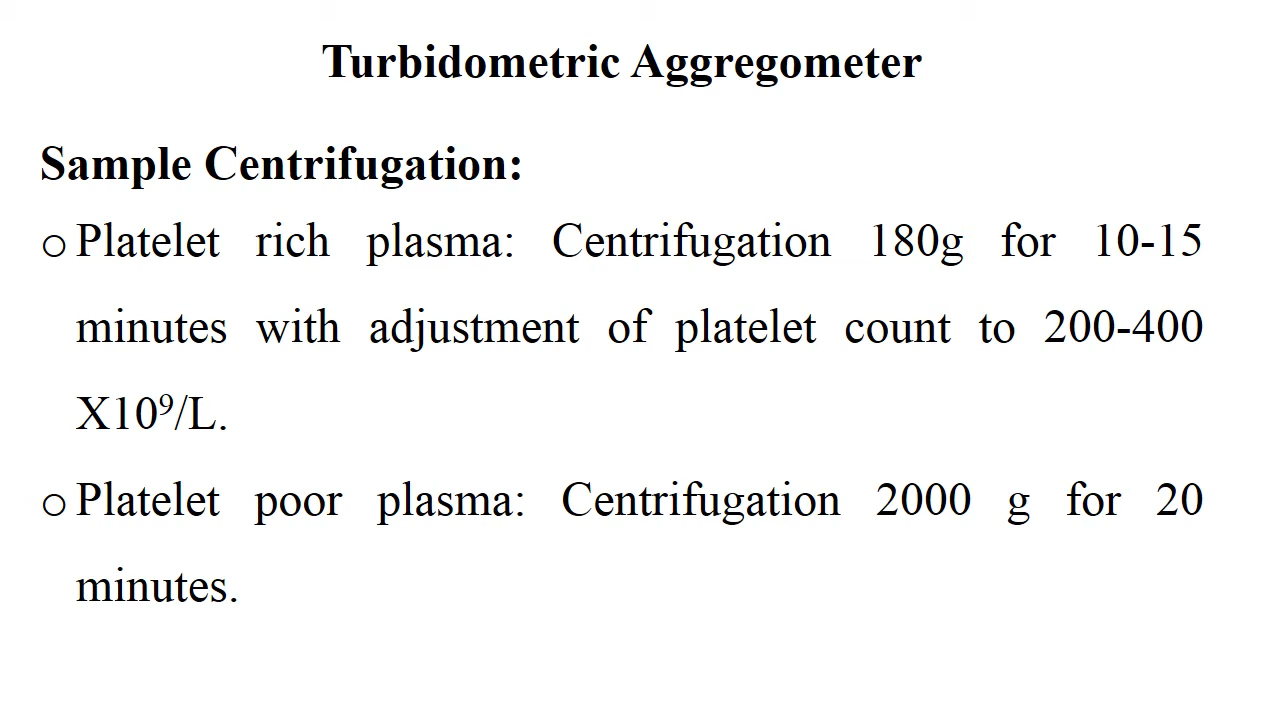 Turbidometric Aggregometer
Sample Centrifugation:
o Platelet rich plasma: Centrifugation 180g for 10-15
minutes with adjustment of platelet count to 200-400
X10⁹/L.
o Platelet poor plasma: Centrifugation 2000 g for 20
minutes.